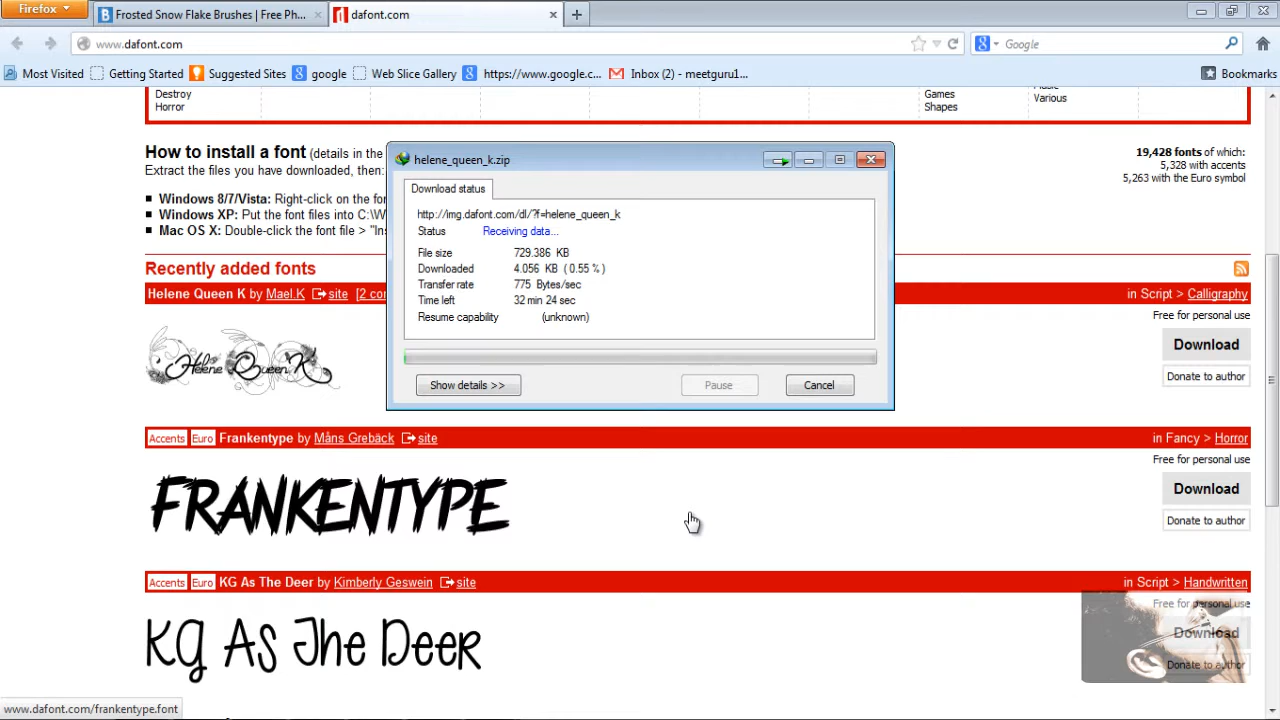 Firefox
Frosted Snow Flake Brushes | Free Ph...
dafont.com
www.dafont.com
Google
Most Visited
Getting Started
Suggested Sites
google
Web Slice Gallery
https://www.google.c...
Inbox (2) - meetguru1...
Bookmarks
Destroy
Horror
Games
Shapes
Various
How to install a font (details in the
Extract the files you have downloaded, then:
Windows 8/7/Vista: Right-click on the fon
Windows XP: Put the font files into C:\W
Mac OS X: Double-click the font file > "Ins
19,428 fonts of which:
5,328 with accents
5,263 with the Euro symbol
helene_queen_k.zip
Download status
http://img.dafont.com/dl/?f=helene_queen_k
Status Receiving data...
File size 729.386 KB
Downloaded 4.056 KB ( 0.55 % )
Transfer rate 775 Bytes/sec
Time left 32 min 24 sec
Resume capability (unknown)
Show details >>
Pause
Cancel
Recently added fonts
Helene Queen K by Mael.K site [2 co
in Script > Calligraphy
Free for personal use
Helene Queen K
Download
Donate to author
Accents Euro Frankentype by Måns Grebäck site
in Fancy > Horror
Free for personal use
FRANKENTYPE
Download
Donate to author
Accents Euro KG As The Deer by Kimberly Geswein site
in Script > Handwritten
Free for personal use
KG As The Deer
Download
Donate to author
www.dafont.com/frankentype.font